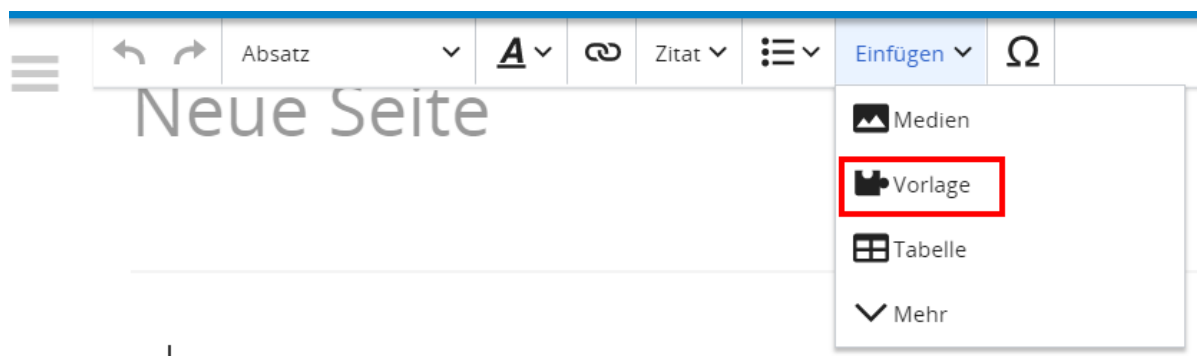 Absatz A Zitat Einfügen Ω
Neue Seite
Medien
Vorlage
Tabelle
Mehr